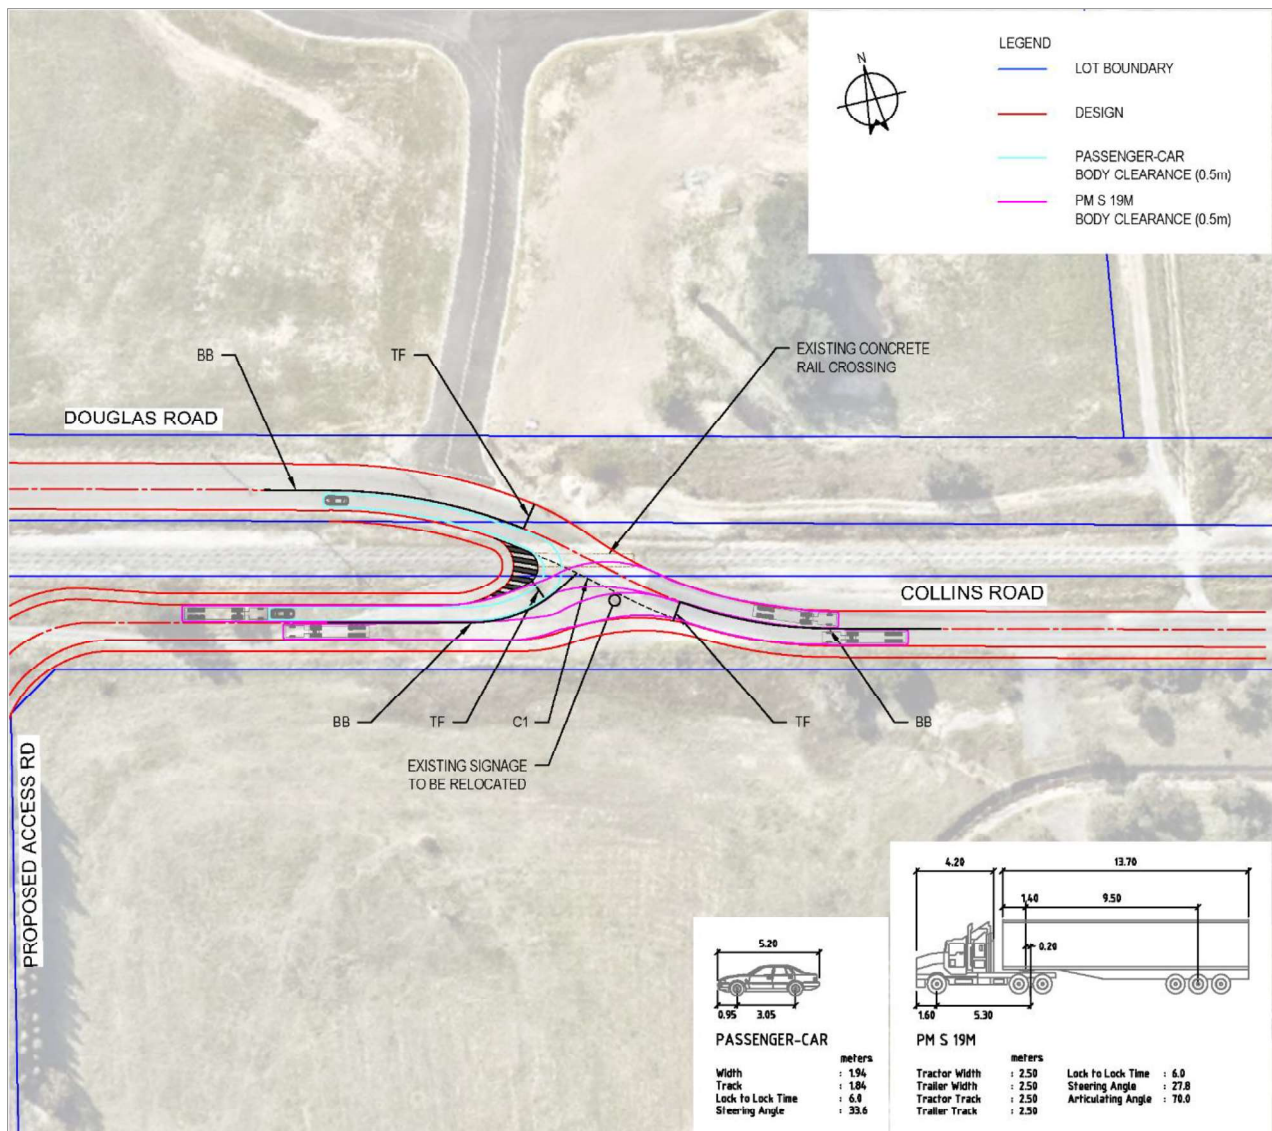 LEGEND
N
LOT BOUNDARY
DESIGN
PASSENGER-CAR
BODY CLEARANCE (0.5m)
PM S 19M
BODY CLEARANCE (0.5m)
BB
TF
EXISTING CONCRETE
RAIL CROSSING
DOUGLAS ROAD
COLLINS ROAD
BB
TF
C1
TF
BB
EXISTING SIGNAGE
TO BE RELOCATED
PROPOSED ACCESS RD
5.20
0.95
3.05
PASSENGER-CAR
meters
Width : 1.94
Track : 1.84
Lock to Lock Time : 6.0
Steering Angle : 33.6
4.20
13.70
1.40
9.50
0.20
1.60
5.30
PM S 19M
meters
Tractor Width : 2.50
Trailer Width : 2.50
Tractor Track : 2.50
Trailer Track : 2.50
Lock to Lock Time : 6.0
Steering Angle : 27.8
Articulating Angle : 70.0